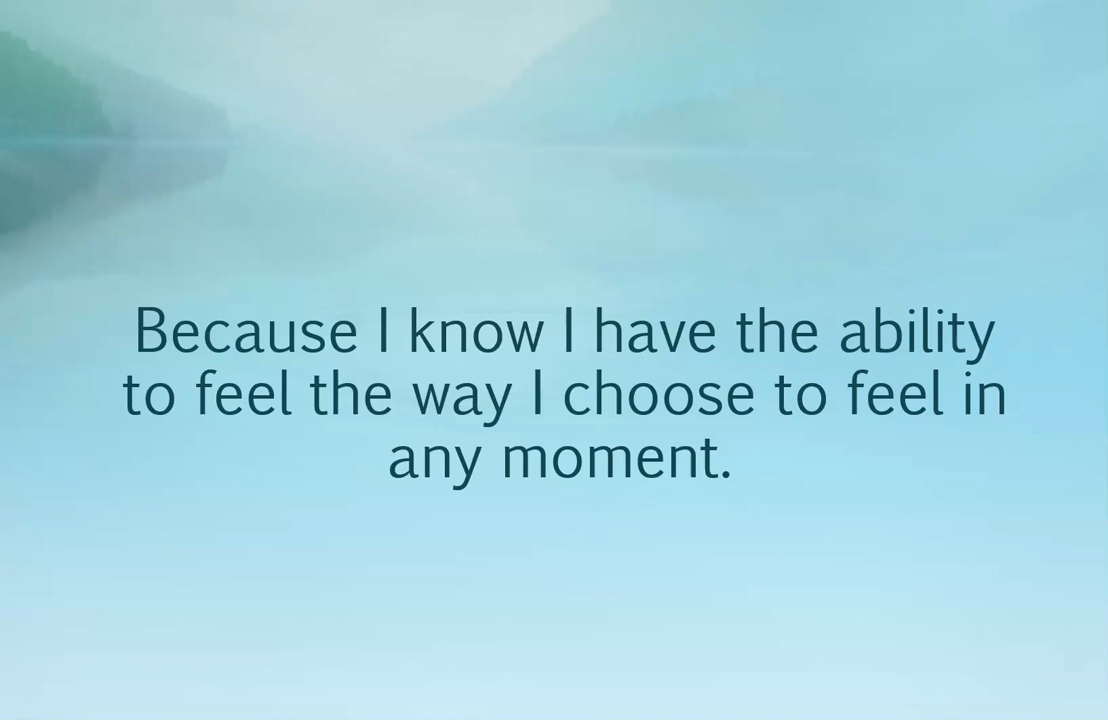 Because I know I have the ability
to feel the way I choose to feel in
any moment.